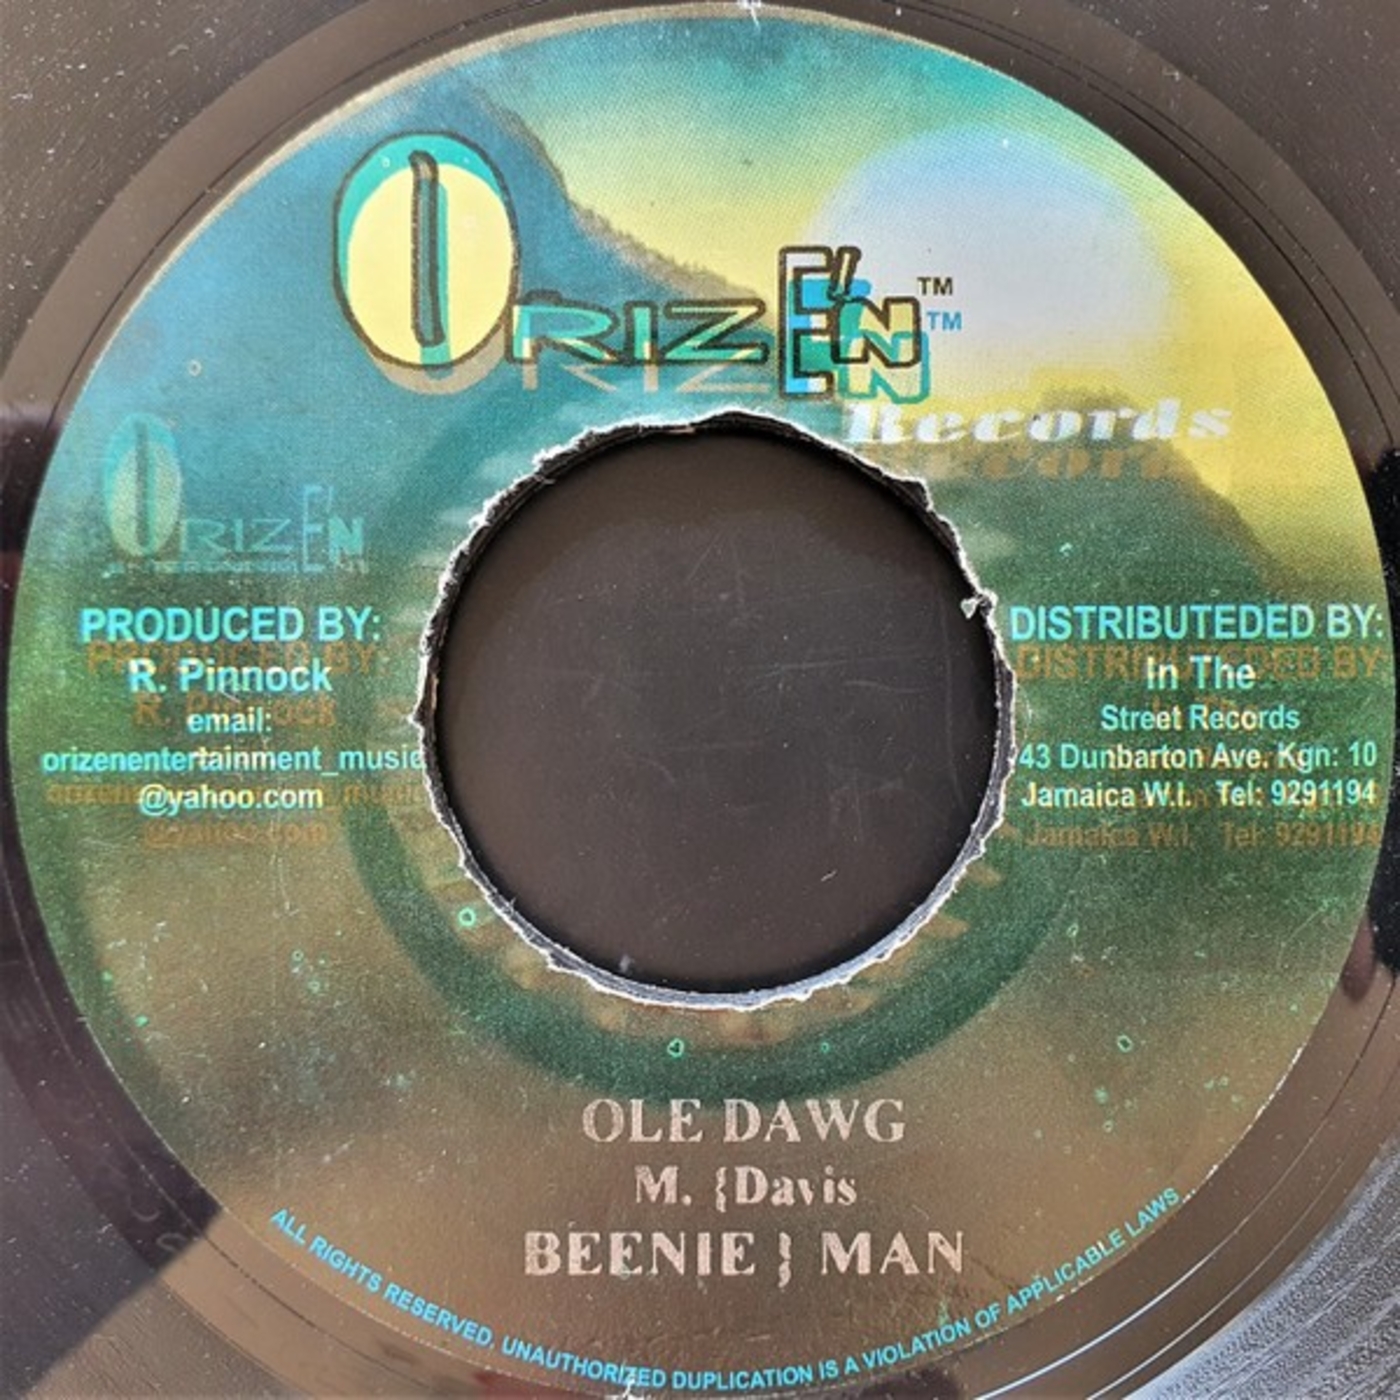 ORIZE'N ™
Records
ORIZE'N
PRODUCED BY:
R. Pinnock
email:
orizenentertainment_music
@yahoo.com
DISTRIBUTEDED BY:
In The
Street Records
43 Dunbarton Ave. Kgn: 10
Jamaica W.I. Tel: 9291194
OLE DAWG
M. {Davis
BEENIE } MAN
ALL RIGHTS RESERVED. UNAUTHORIZED DUPLICATION IS A VIOLATION OF APPLICABLE LAWS